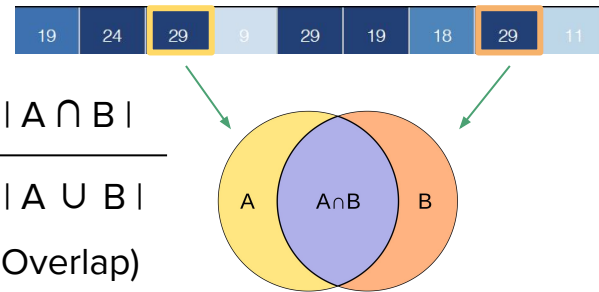 19 24 29 9 29 19 18 29 11
| A ∩ B |
| A ∪ B |
Overlap)
A A∩B B